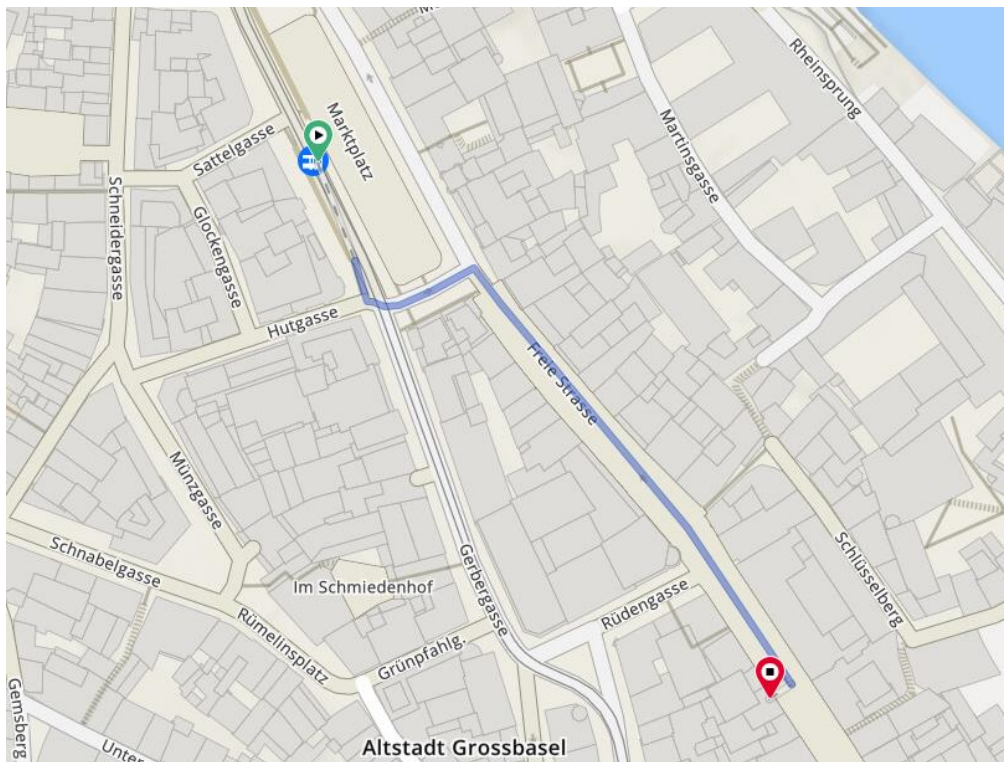 Rheinsprung
Marktplatz
Martinsgasse
Sattelgasse
Schneidergasse
Glockengasse
Hutgasse
Freie Strasse
Münzgasse
Schnabelgasse
Im Schmiedenhof
Gerbergasse
Schlüsselberg
Rüdengasse
Rümelinsplatz
Grünpfahlg.
Gemsberg
Unter
Altstadt Grossbasel